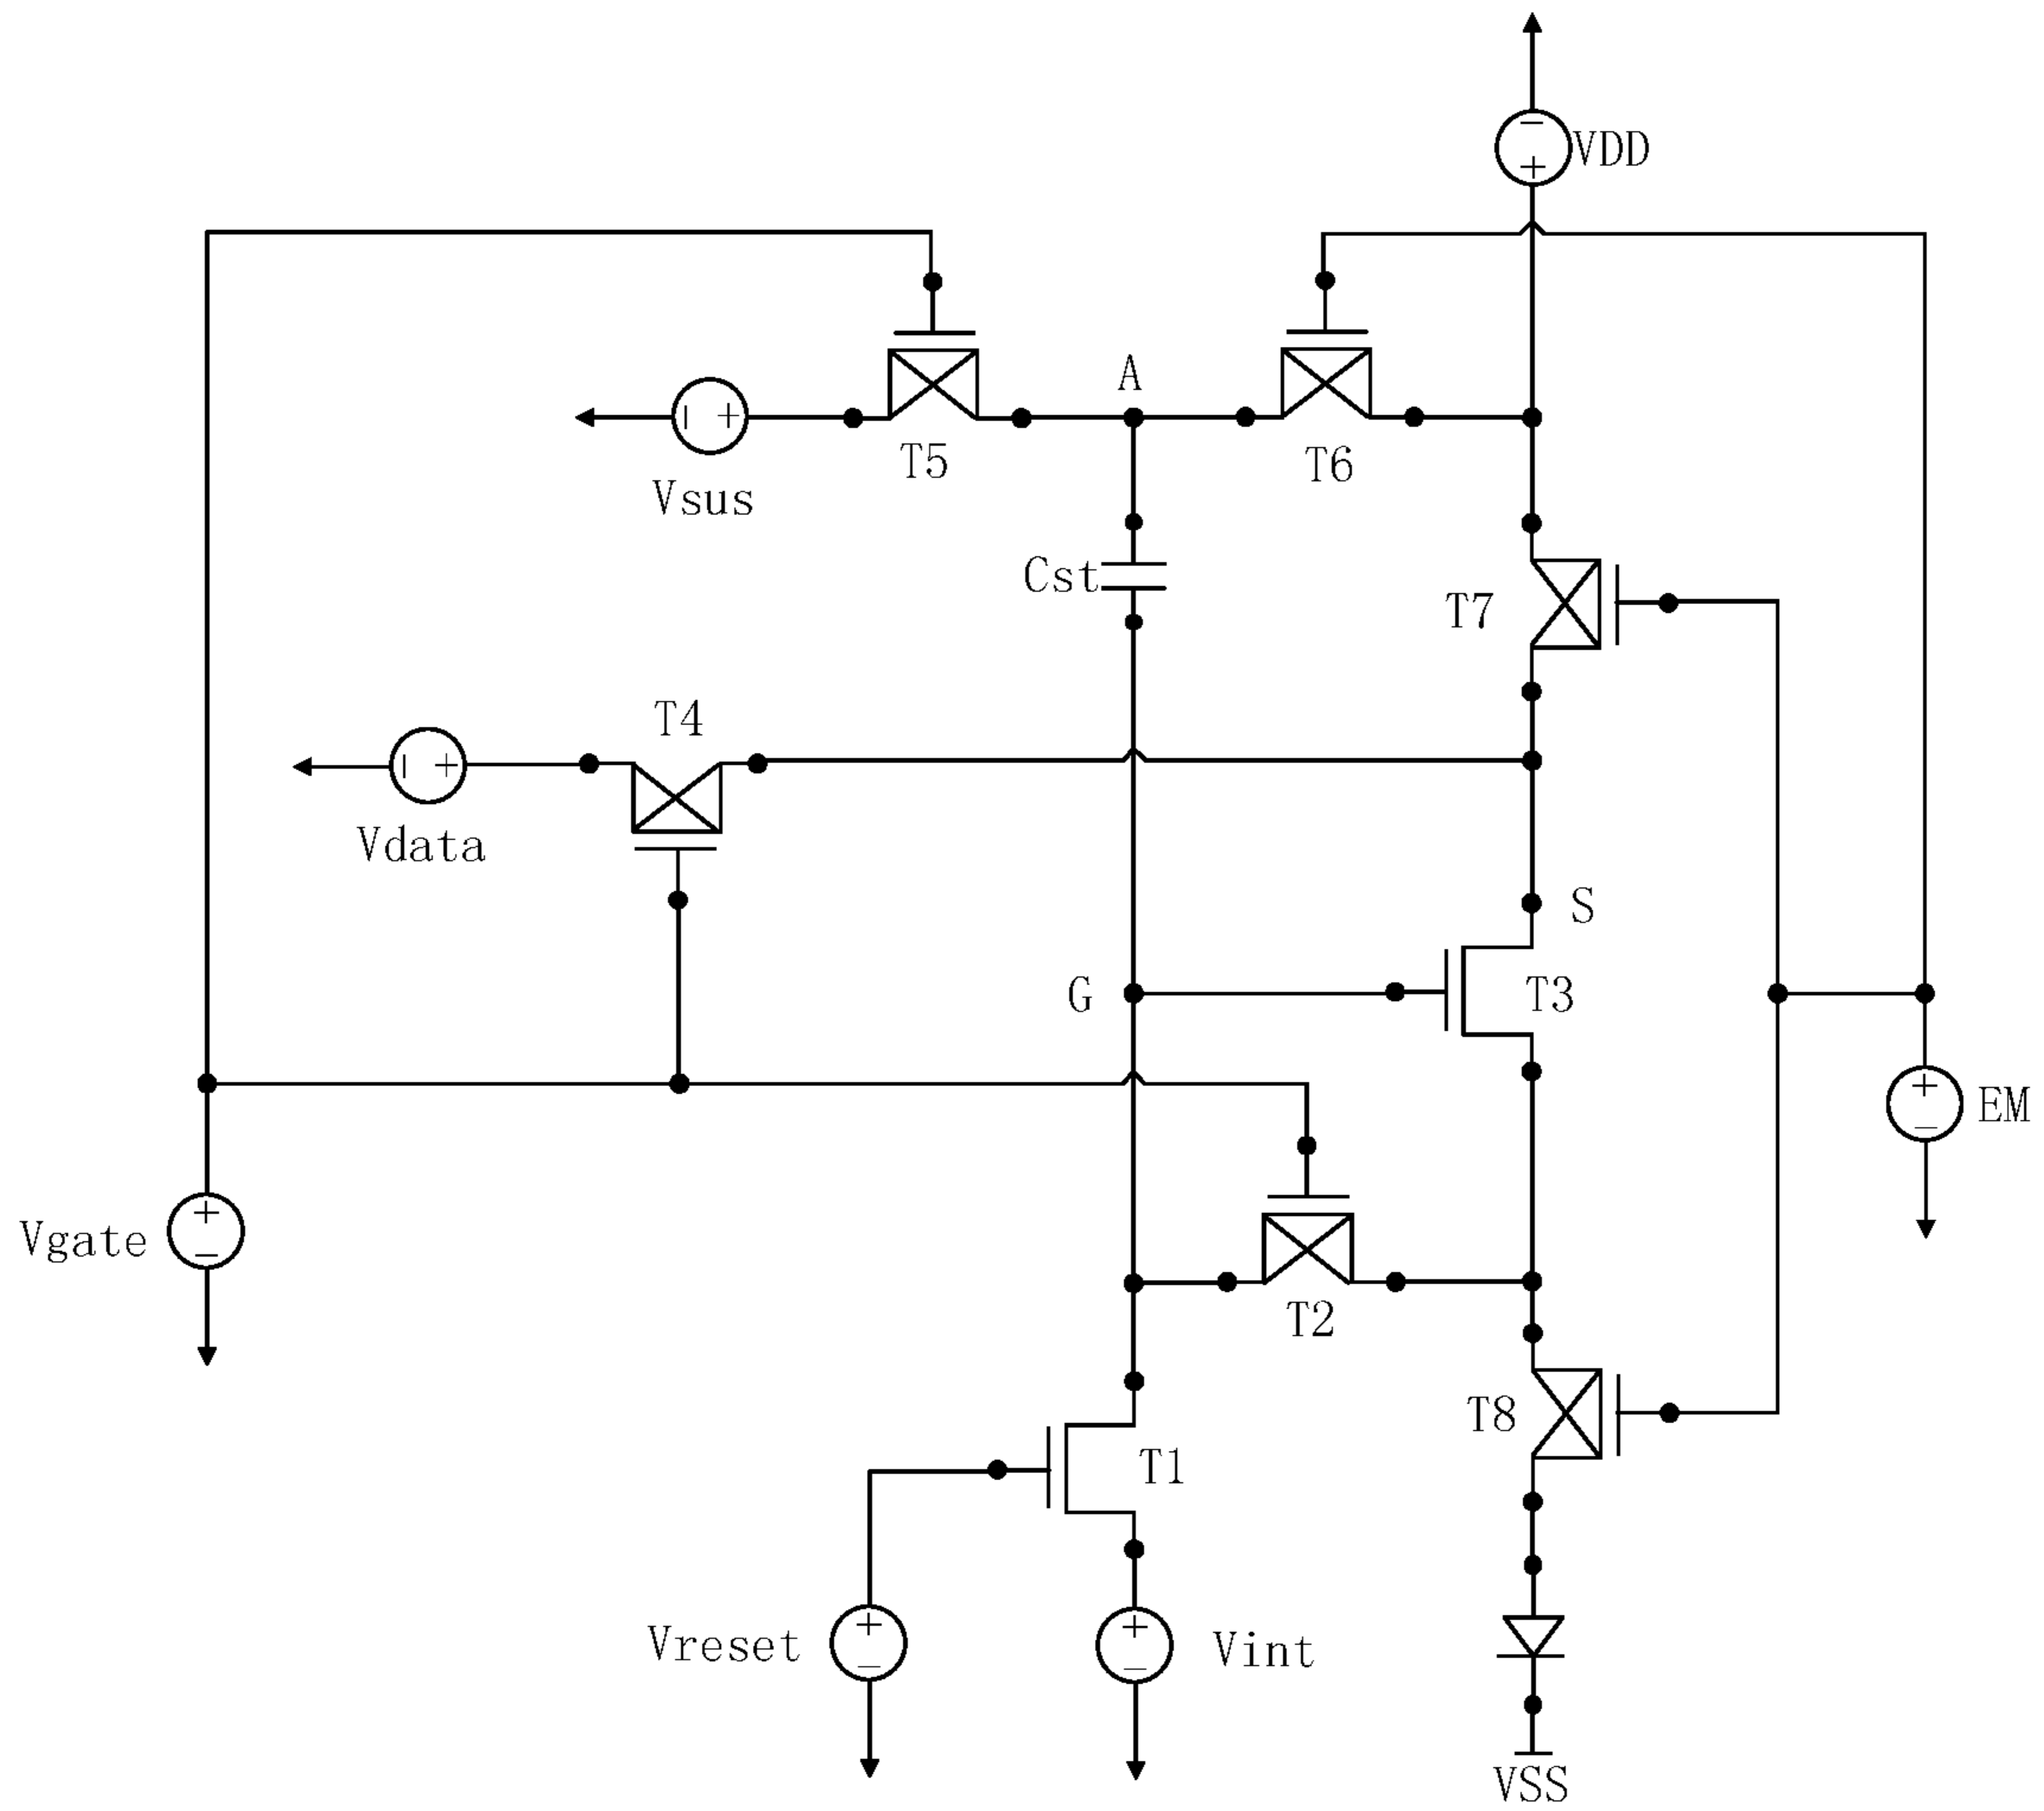 VDD
A
T5
T6
Vsus
Cst
T7
T4
Vdata
S
G
T3
EM
Vgate
T2
T8
T1
Vreset
Vint
VSS